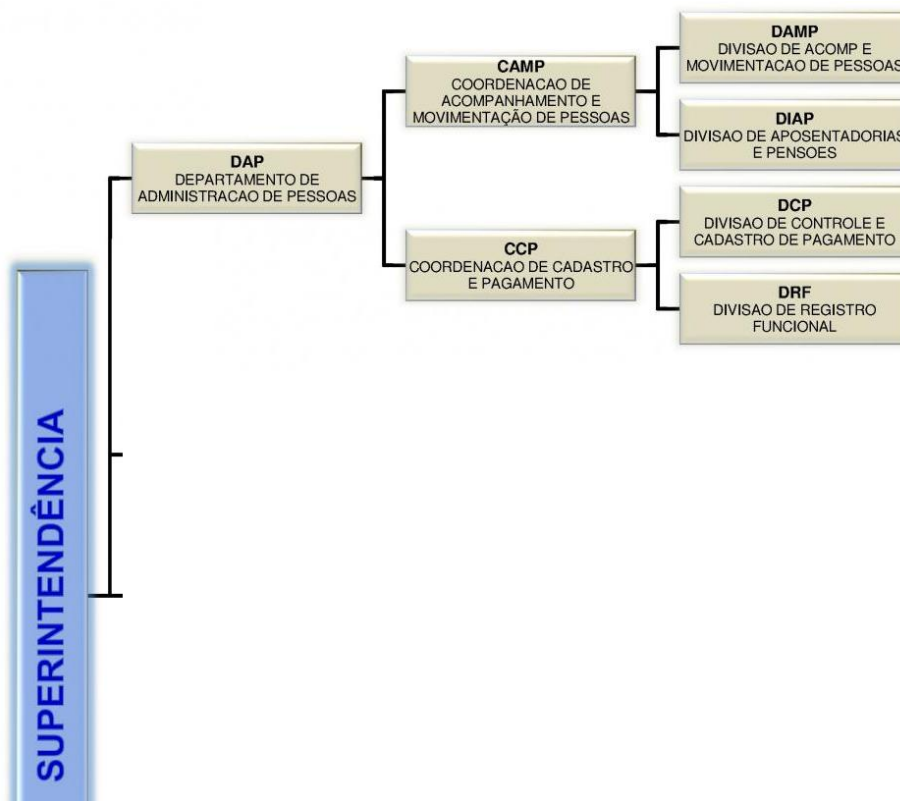 SUPERINTENDÊNCIA
DAP
DEPARTAMENTO DE
ADMINISTRACAO DE PESSOAS
CAMP
COORDENACAO DE
ACOMPANHAMENTO E
MOVIMENTAÇÃO DE PESSOAS
DAMP
DIVISAO DE ACOMP E
MOVIMENTACAO DE PESSOAS
DIAP
DIVISAO DE APOSENTADORIAS
E PENSOES
CCP
COORDENACAO DE CADASTRO
E PAGAMENTO
DCP
DIVISAO DE CONTROLE E
CADASTRO DE PAGAMENTO
DRF
DIVISAO DE REGISTRO
FUNCIONAL